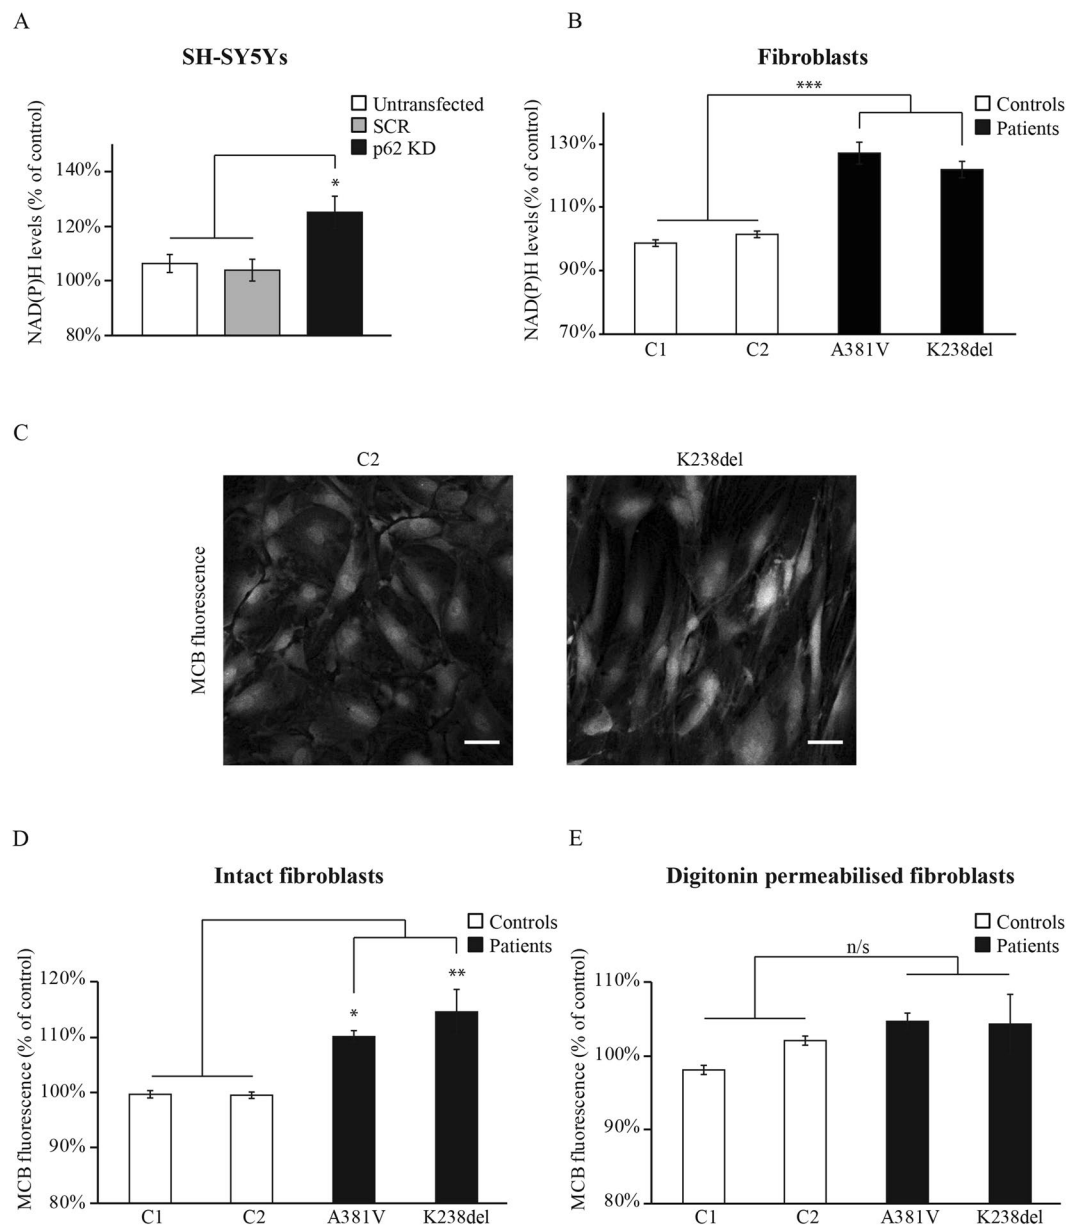 A
SH-SY5Ys
Untransfected
SCR
p62 KD
NAD(P)H levels (% of control)
140%
120%
100%
80%
*
B
Fibroblasts
***
Controls
Patients
NAD(P)H levels (% of control)
130%
110%
90%
70%
C1
C2
A381V
K238del
C
C2
K238del
MCB fluorescence
D
Intact fibroblasts
Controls
Patients
MCB fluorescence (% of control)
120%
110%
100%
90%
80%
*
**
C1
C2
A381V
K238del
E
Digitonin permeabilised fibroblasts
Controls
Patients
n/s
MCB fluorescence (% of control)
110%
100%
90%
80%
C1
C2
A381V
K238del